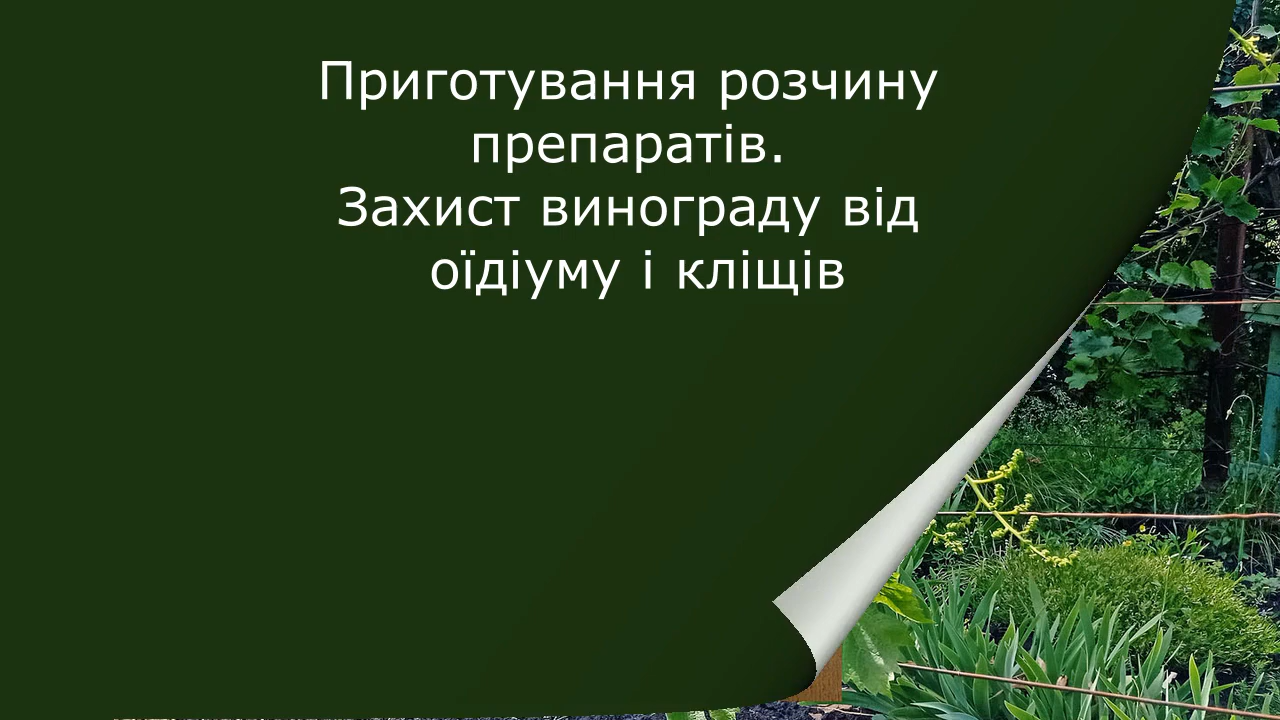 Приготування розчину
препаратів.
Захист винограду від
оїдіуму і кліщів